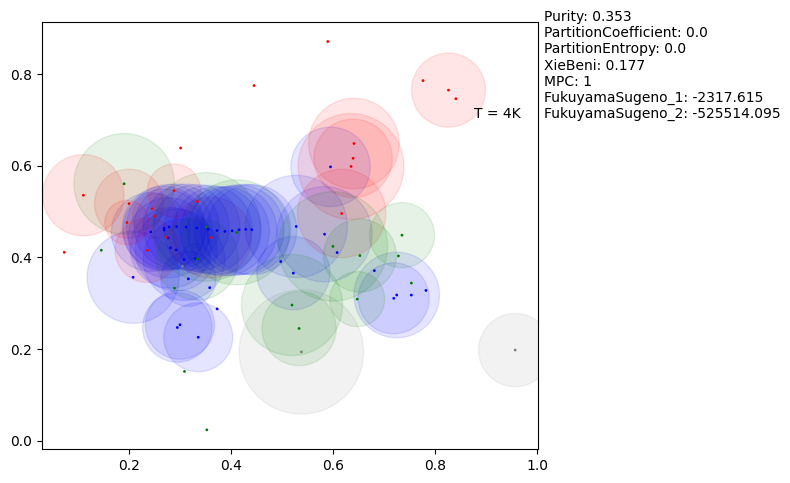 Purity: 0.353
PartitionCoefficient: 0.0
PartitionEntropy: 0.0
XieBeni: 0.177
MPC: 1
FukuyamaSugeno_1: -2317.615
FukuyamaSugeno_2: -525514.095
T = 4K
0.8
0.6
0.4
0.2
0.0
0.2
0.4
0.6
0.8
1.0